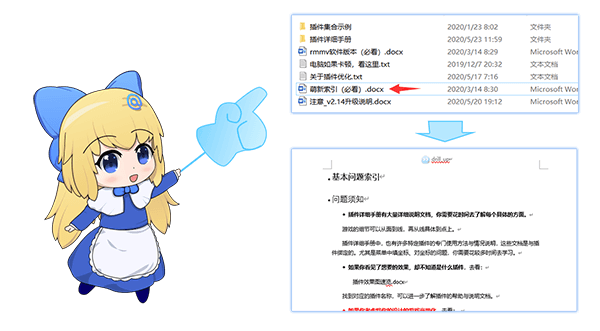 插件集合示例 2020/1/23 8:02 文件夹
插件详细手册 2020/5/23 11:59 文件夹
rmmv软件版本（必看）.docx 2020/3/14 8:29 Microsoft Wor
电脑如果卡顿，看这里.txt 2019/12/7 20:32 文本文档
关于插件优化.txt 2020/5/17 7:16 文本文档
萌新索引（必看）.docx 2020/3/14 8:30 Microsoft Wor
注意_v2.14升级说明.docx 2020/5/20 19:12 Microsoft Wor
drill_up
基本问题索引
问题须知
插件详细手册有大量详细说明文档，你需要花时间去了解每个具体的方面。
游戏的细节可以从面到线，再从线具体到点上。
插件详细手册中，也有许多特定插件的专门使用方法与情况说明，这些文档是与插
件绑定的。尤其是菜单中填坐标、对坐标的问题，你需要花较多时间去学习。
如果你看见了想要的效果，却不知道是什么插件，去看：
插件效果图速选.docx
找到对应的插件名称，可以进一步了解插件的帮助与说明文档。